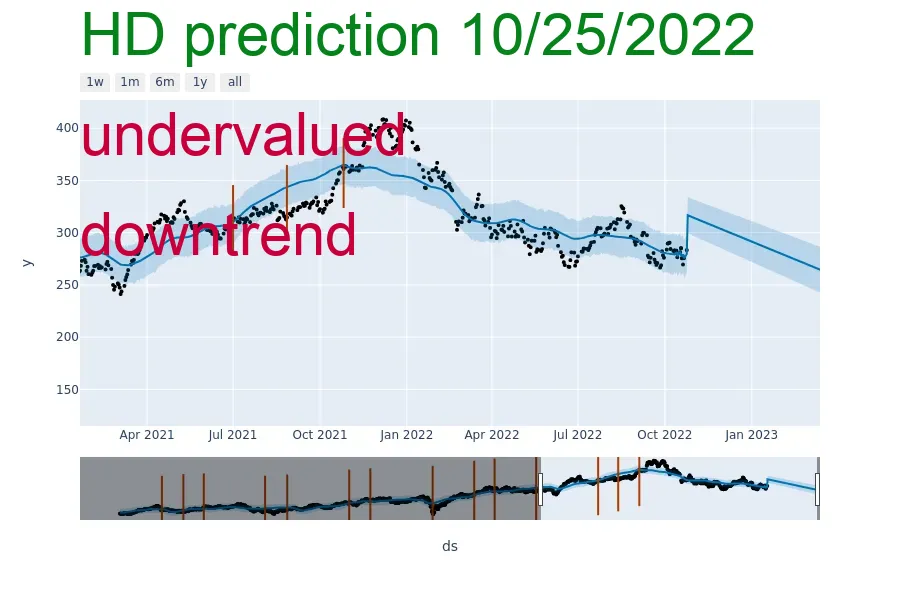 HD prediction 10/25/2022
1w 1m 6m 1y all
undervalued
downtrend
400
350
300
250
200
150
y
Apr 2021 Jul 2021 Oct 2021 Jan 2022 Apr 2022 Jul 2022 Oct 2022 Jan 2023
ds